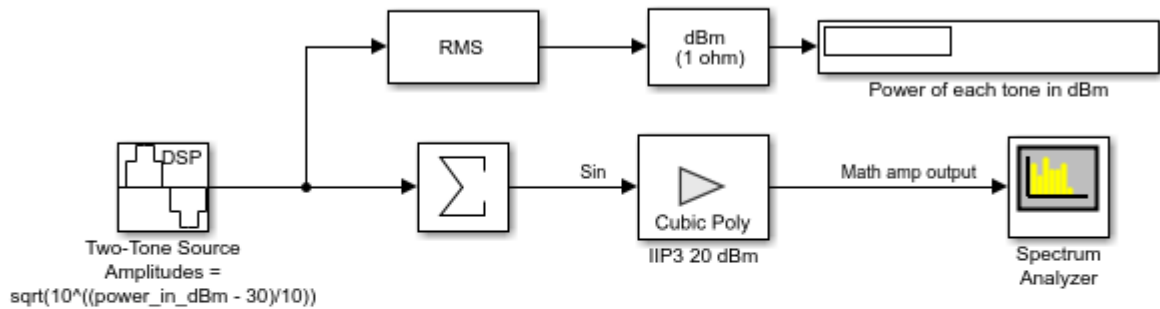 RMS
dBm
(1 ohm)
Power of each tone in dBm
DSP
Two-Tone Source
Amplitudes =
sqrt(10^((power_in_dBm - 30)/10))
Sin
Cubic Poly
IIP3 20 dBm
Math amp output
Spectrum
Analyzer